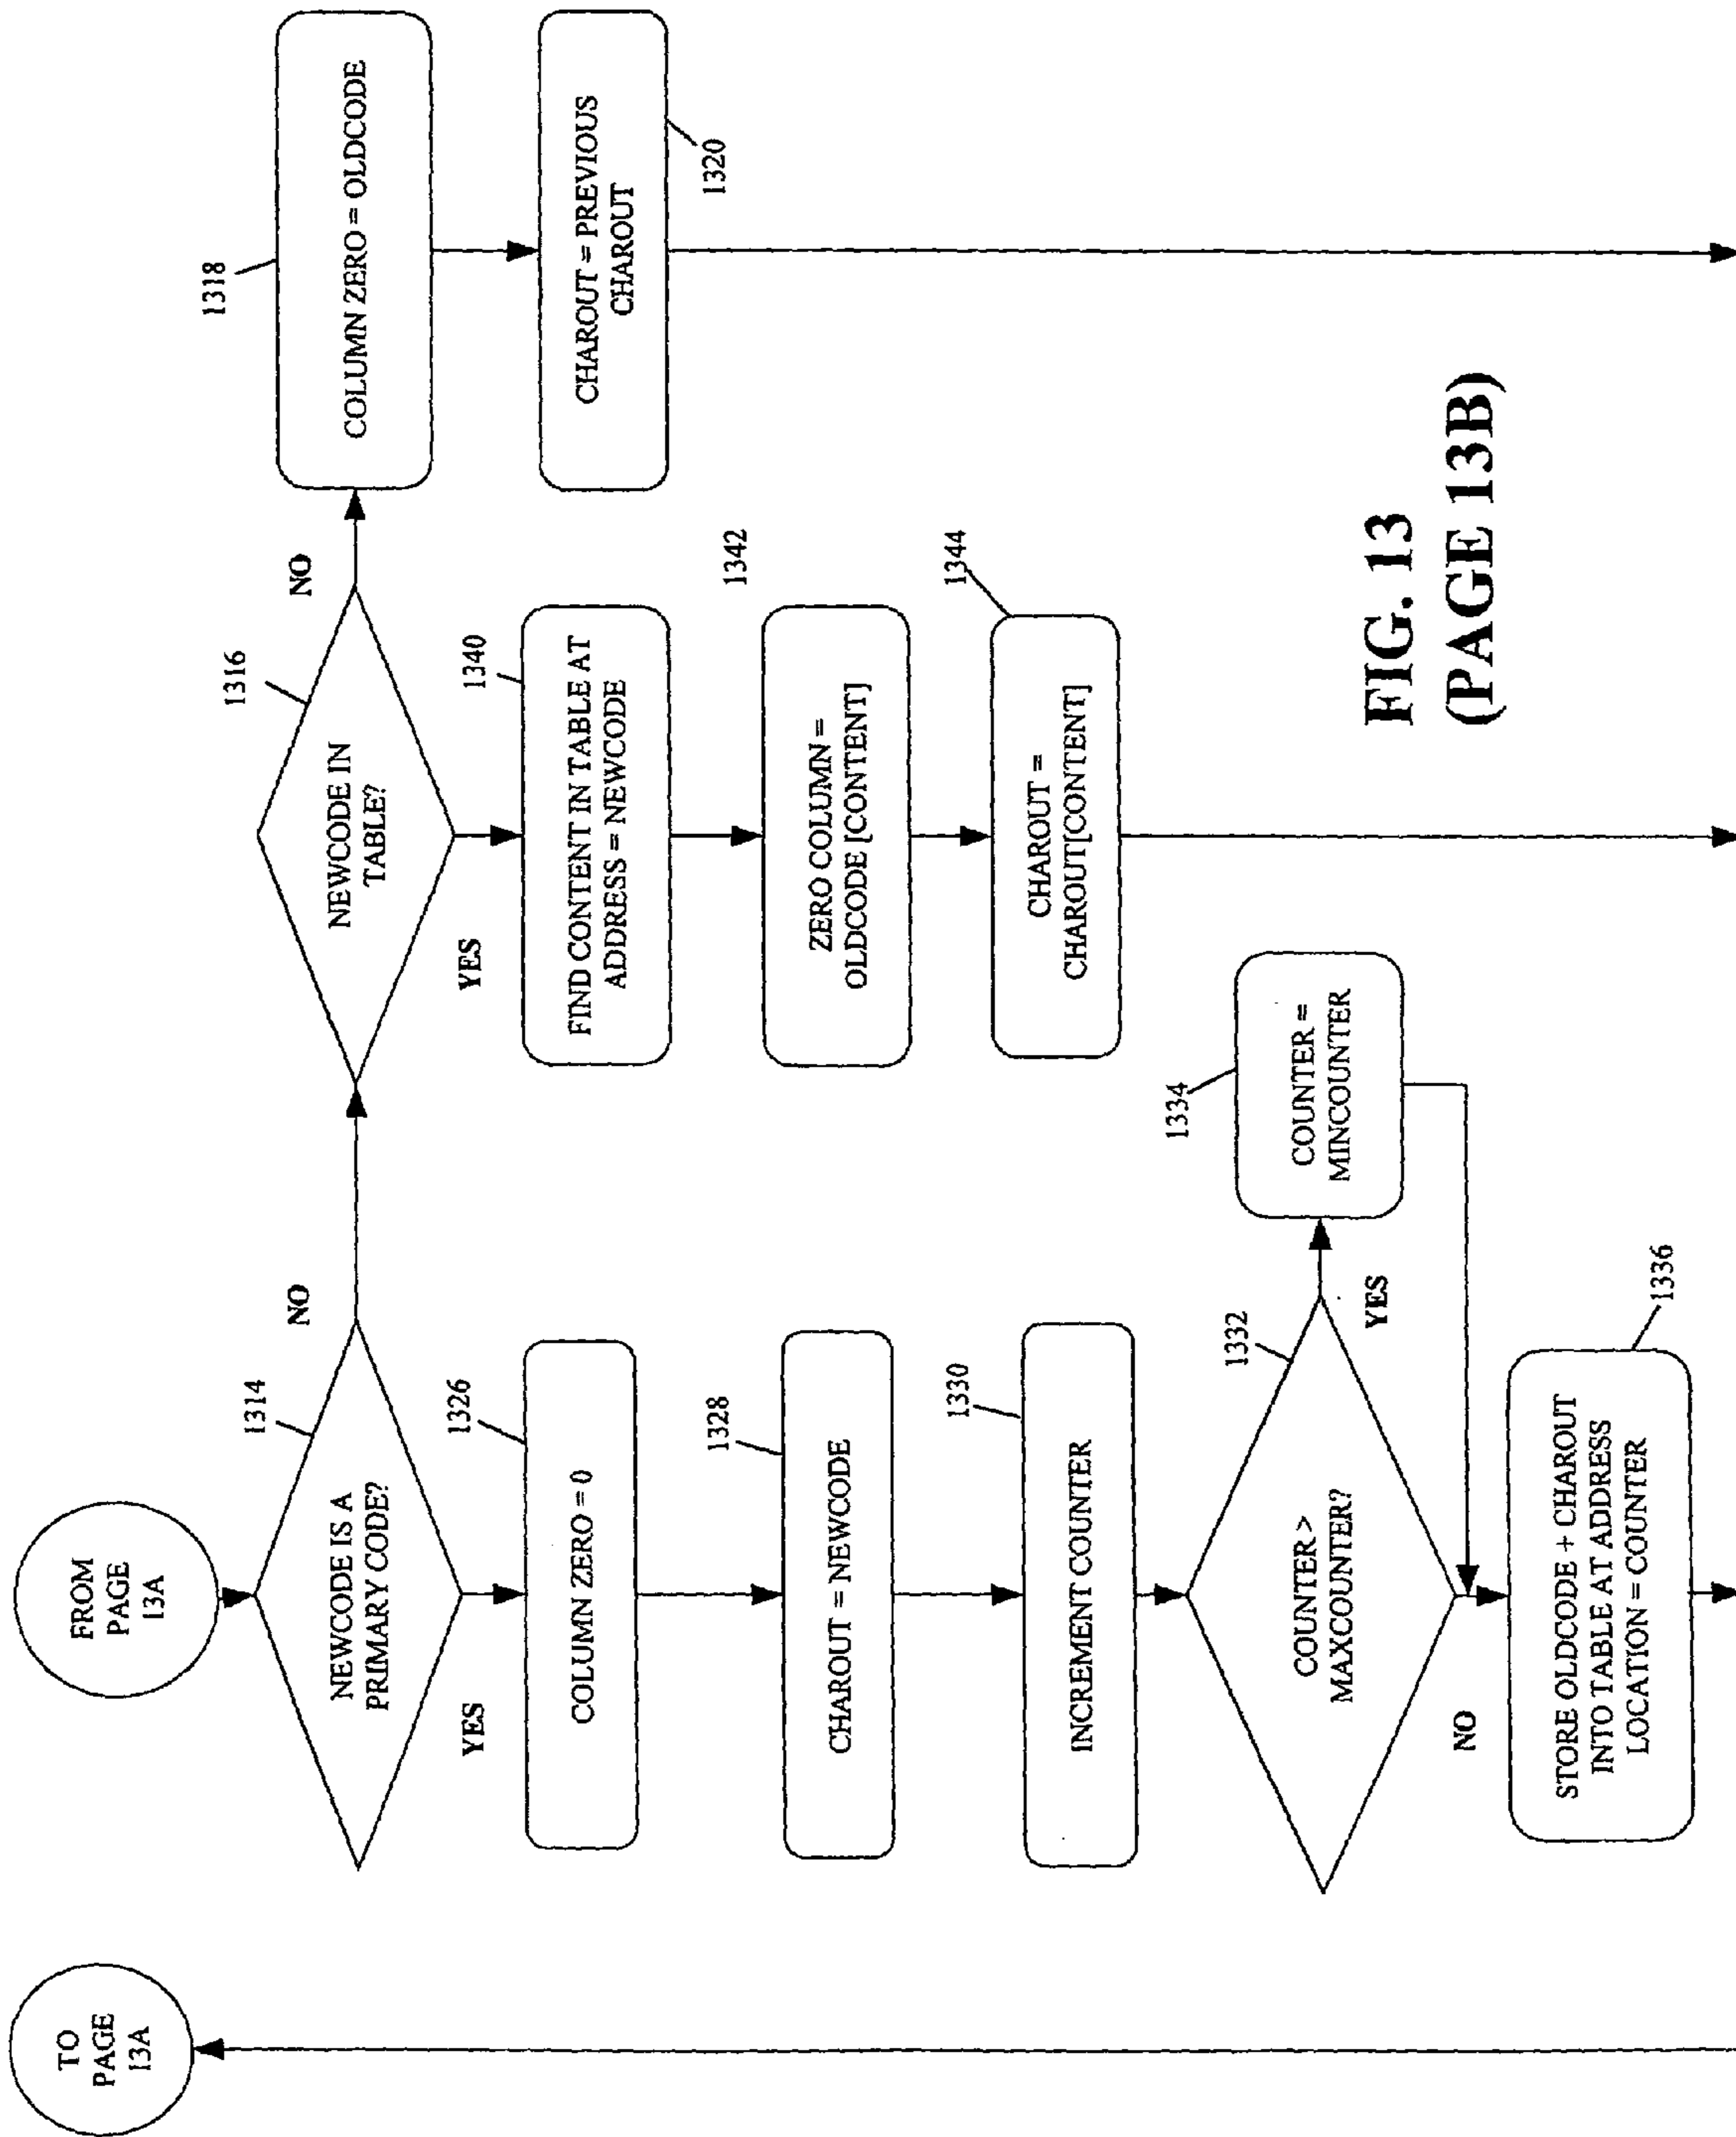 TO
PAGE
13A
FROM
PAGE
13A
1314
NEWCODE IS A
PRIMARY CODE?
NO
YES
1316
NEWCODE IN
TABLE?
NO
YES
1318
COLUMN ZERO = OLDCODE
1320
CHAROUT = PREVIOUS
CHAROUT
1326
COLUMN ZERO = 0
1328
CHAROUT = NEWCODE
1330
INCREMENT COUNTER
1332
COUNTER >
MAXCOUNTER?
YES
NO
1334
COUNTER =
MINCOUNTER
1336
STORE OLDCODE + CHAROUT
INTO TABLE AT ADDRESS
LOCATION = COUNTER
1340
FIND CONTENT IN TABLE AT
ADDRESS = NEWCODE
1342
ZERO COLUMN =
OLDCODE [CONTENT]
1344
CHAROUT =
CHAROUT[CONTENT]
FIG. 13
(PAGE 13B)